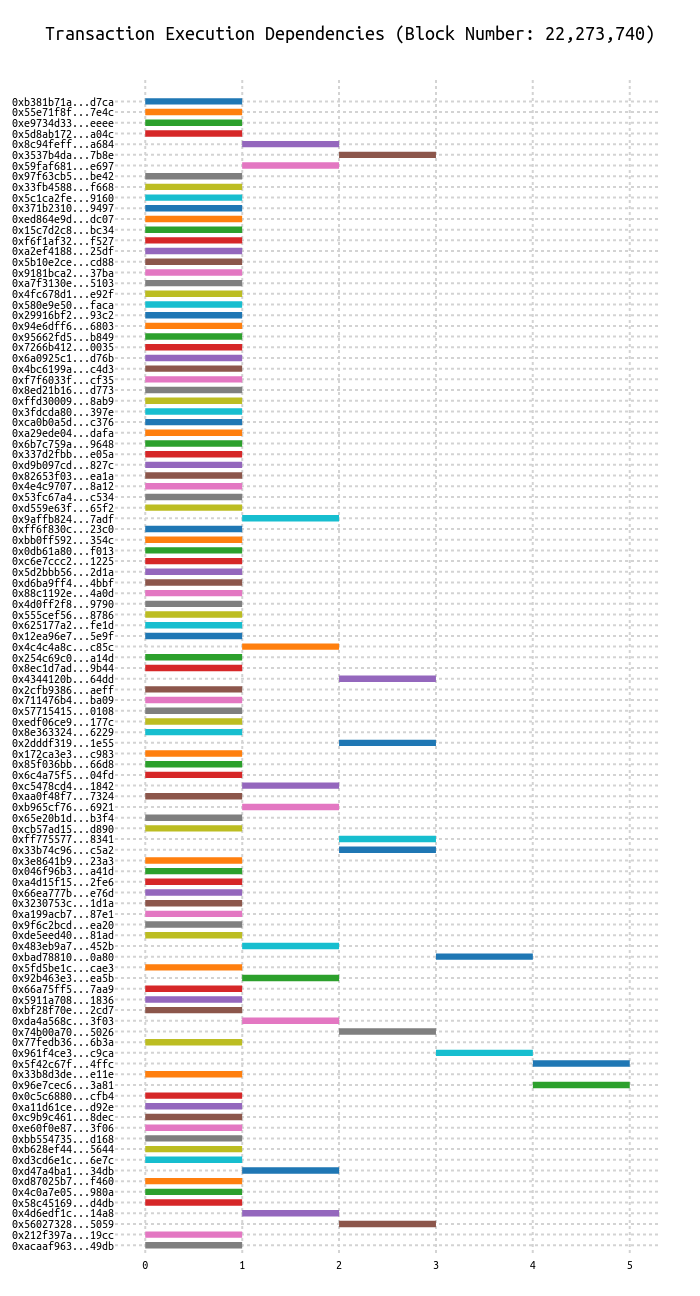 Transaction Execution Dependencies (Block Number: 22,273,740)
0xb381b71a...d7ca
0x55e71f8f...7e4c
0xe9734d33...eeee
0x5d8ab172...a04c
0x8c94feff...a684
0x3537b4da...7b8e
0x59faf681...e697
0x97f63cb5...be42
0x33fb4588...f668
0x5c1ca2fe...9160
0x371b2310...9497
0xed864e9d...dc07
0x15c7d2c8...bc34
0xf6f1af32...f527
0xa2ef4188...25df
0x5b10e2ce...cd88
0x9181bca2...37ba
0xa7f3130e...5103
0x4fc678d1...e92f
0x580e9e50...faca
0x29916bf2...93c2
0x94e6dff6...6803
0x95662fd5...b849
0x7266b412...0035
0x6a0925c1...d76b
0x4bc6199a...c4d3
0xf7f6033f...cf35
0x8ed21b16...d773
0xffd30009...8ab9
0x3fdcda80...397e
0xca0b0a5d...c376
0xa29ede04...dafa
0x6b7c759a...9648
0x337d2fbb...e05a
0xd9b097cd...827c
0x82653f03...ea1a
0x4e4c9707...8a12
0x53fc67a4...c534
0xd559e63f...65f2
0x9affb824...7adf
0xff6f830c...23c0
0xbb0ff592...354c
0x0db61a80...f013
0xc6e7ccc2...1225
0x5d2bbb56...2d1a
0xd6ba9ff4...4bbf
0x88c1192e...4a0d
0x4d0ff2f8...9790
0x555cef56...8786
0x625177a2...fe1d
0x12ea96e7...5e9f
0x4c4c4a8c...c85c
0x254c69c0...a14d
0x8ec1d7ad...9b44
0x4344120b...64dd
0x2cfb9386...aeff
0x711476b4...ba09
0x57715415...0108
0xedf06ce9...177c
0x8e363324...6229
0x2dddf319...1e55
0x172ca3e3...c983
0x85f036bb...66d8
0x6c4a75f5...04fd
0xc5478cd4...1842
0xaa0f48f7...7324
0xb965cf76...6921
0x65e20b1d...b3f4
0xcb57ad15...d890
0xff775577...8341
0x33b74c96...c5a2
0x3e8641b9...23a3
0x046f96b3...a41d
0xa4d15f15...2fe6
0x66ea777b...e76d
0x3230753c...1d1a
0xa199acb7...87e1
0x9f6c2bcd...ea20
0xde5eed40...81ad
0x483eb9a7...452b
0xbad78810...0a80
0x5fd5be1c...cae3
0x92b463e3...ea5b
0x66a75ff5...7aa9
0x5911a708...1836
0xbf28f70e...2cd7
0xda4a568c...3f03
0x74b00a70...5026
0x77fedb36...6b3a
0x961f4ce3...c9ca
0x5f42c67f...4ffc
0x33b8d3de...e11e
0x96e7cec6...3a81
0x0c5c6880...cfb4
0xa11d61ce...d92e
0xc9b9c461...8dec
0xe60f0e87...3f06
0xbb554735...d168
0xb628ef44...5644
0xd3cd6e1c...6e7c
0xd47a4ba1...34db
0xd87025b7...f460
0x4c0a7e05...980a
0x58c45169...d4db
0x4d6edf1c...14a8
0x56027328...5059
0x212f397a...19cc
0xacaaf963...49db
0 1 2 3 4 5